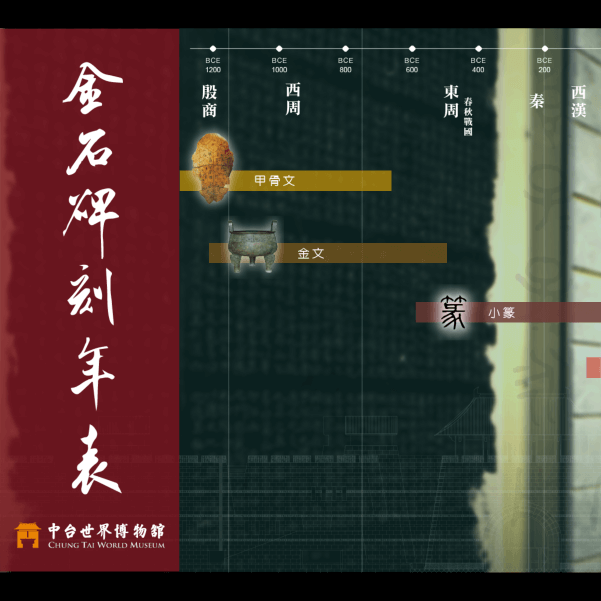 金石碑刻年表
中台世界博物館
CHUNG TAI WORLD MUSEUM
BCE 1200
BCE 1000
BCE 800
BCE 600
BCE 400
BCE 200
殷商
西周
東周
春秋戰國
秦
西漢
甲骨文
金文
篆
小篆